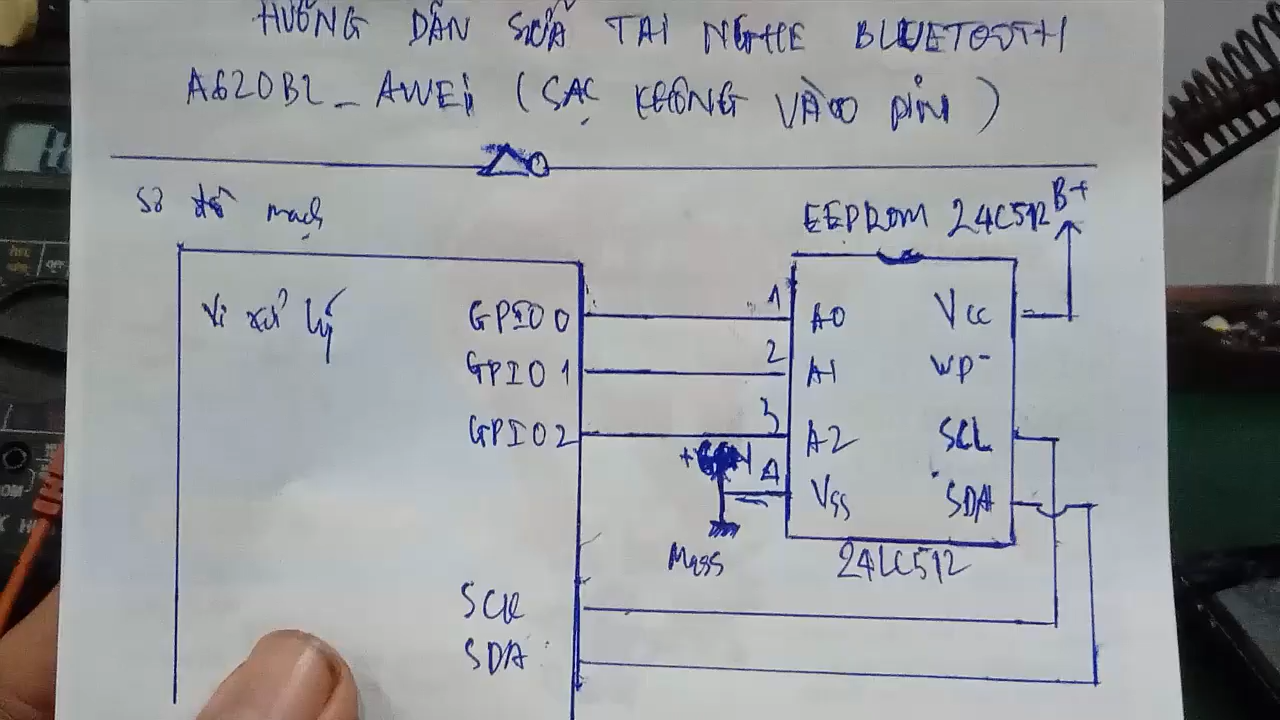 HƯỚNG DẪN SỬA TAI NGHE BLUETOOTH
A620BL_AWEi (SẠC KHÔNG VÀO PIN)
Sơ đồ mạch
EEPROM 24C512
B+
Vi xử lý
GPIO 0
1
A0
Vcc
GPIO 1
2
A1
WP-
GPIO 2
3
A2
SCL
4
Vss
SDA
Mass
24LC512
SCL
SDA